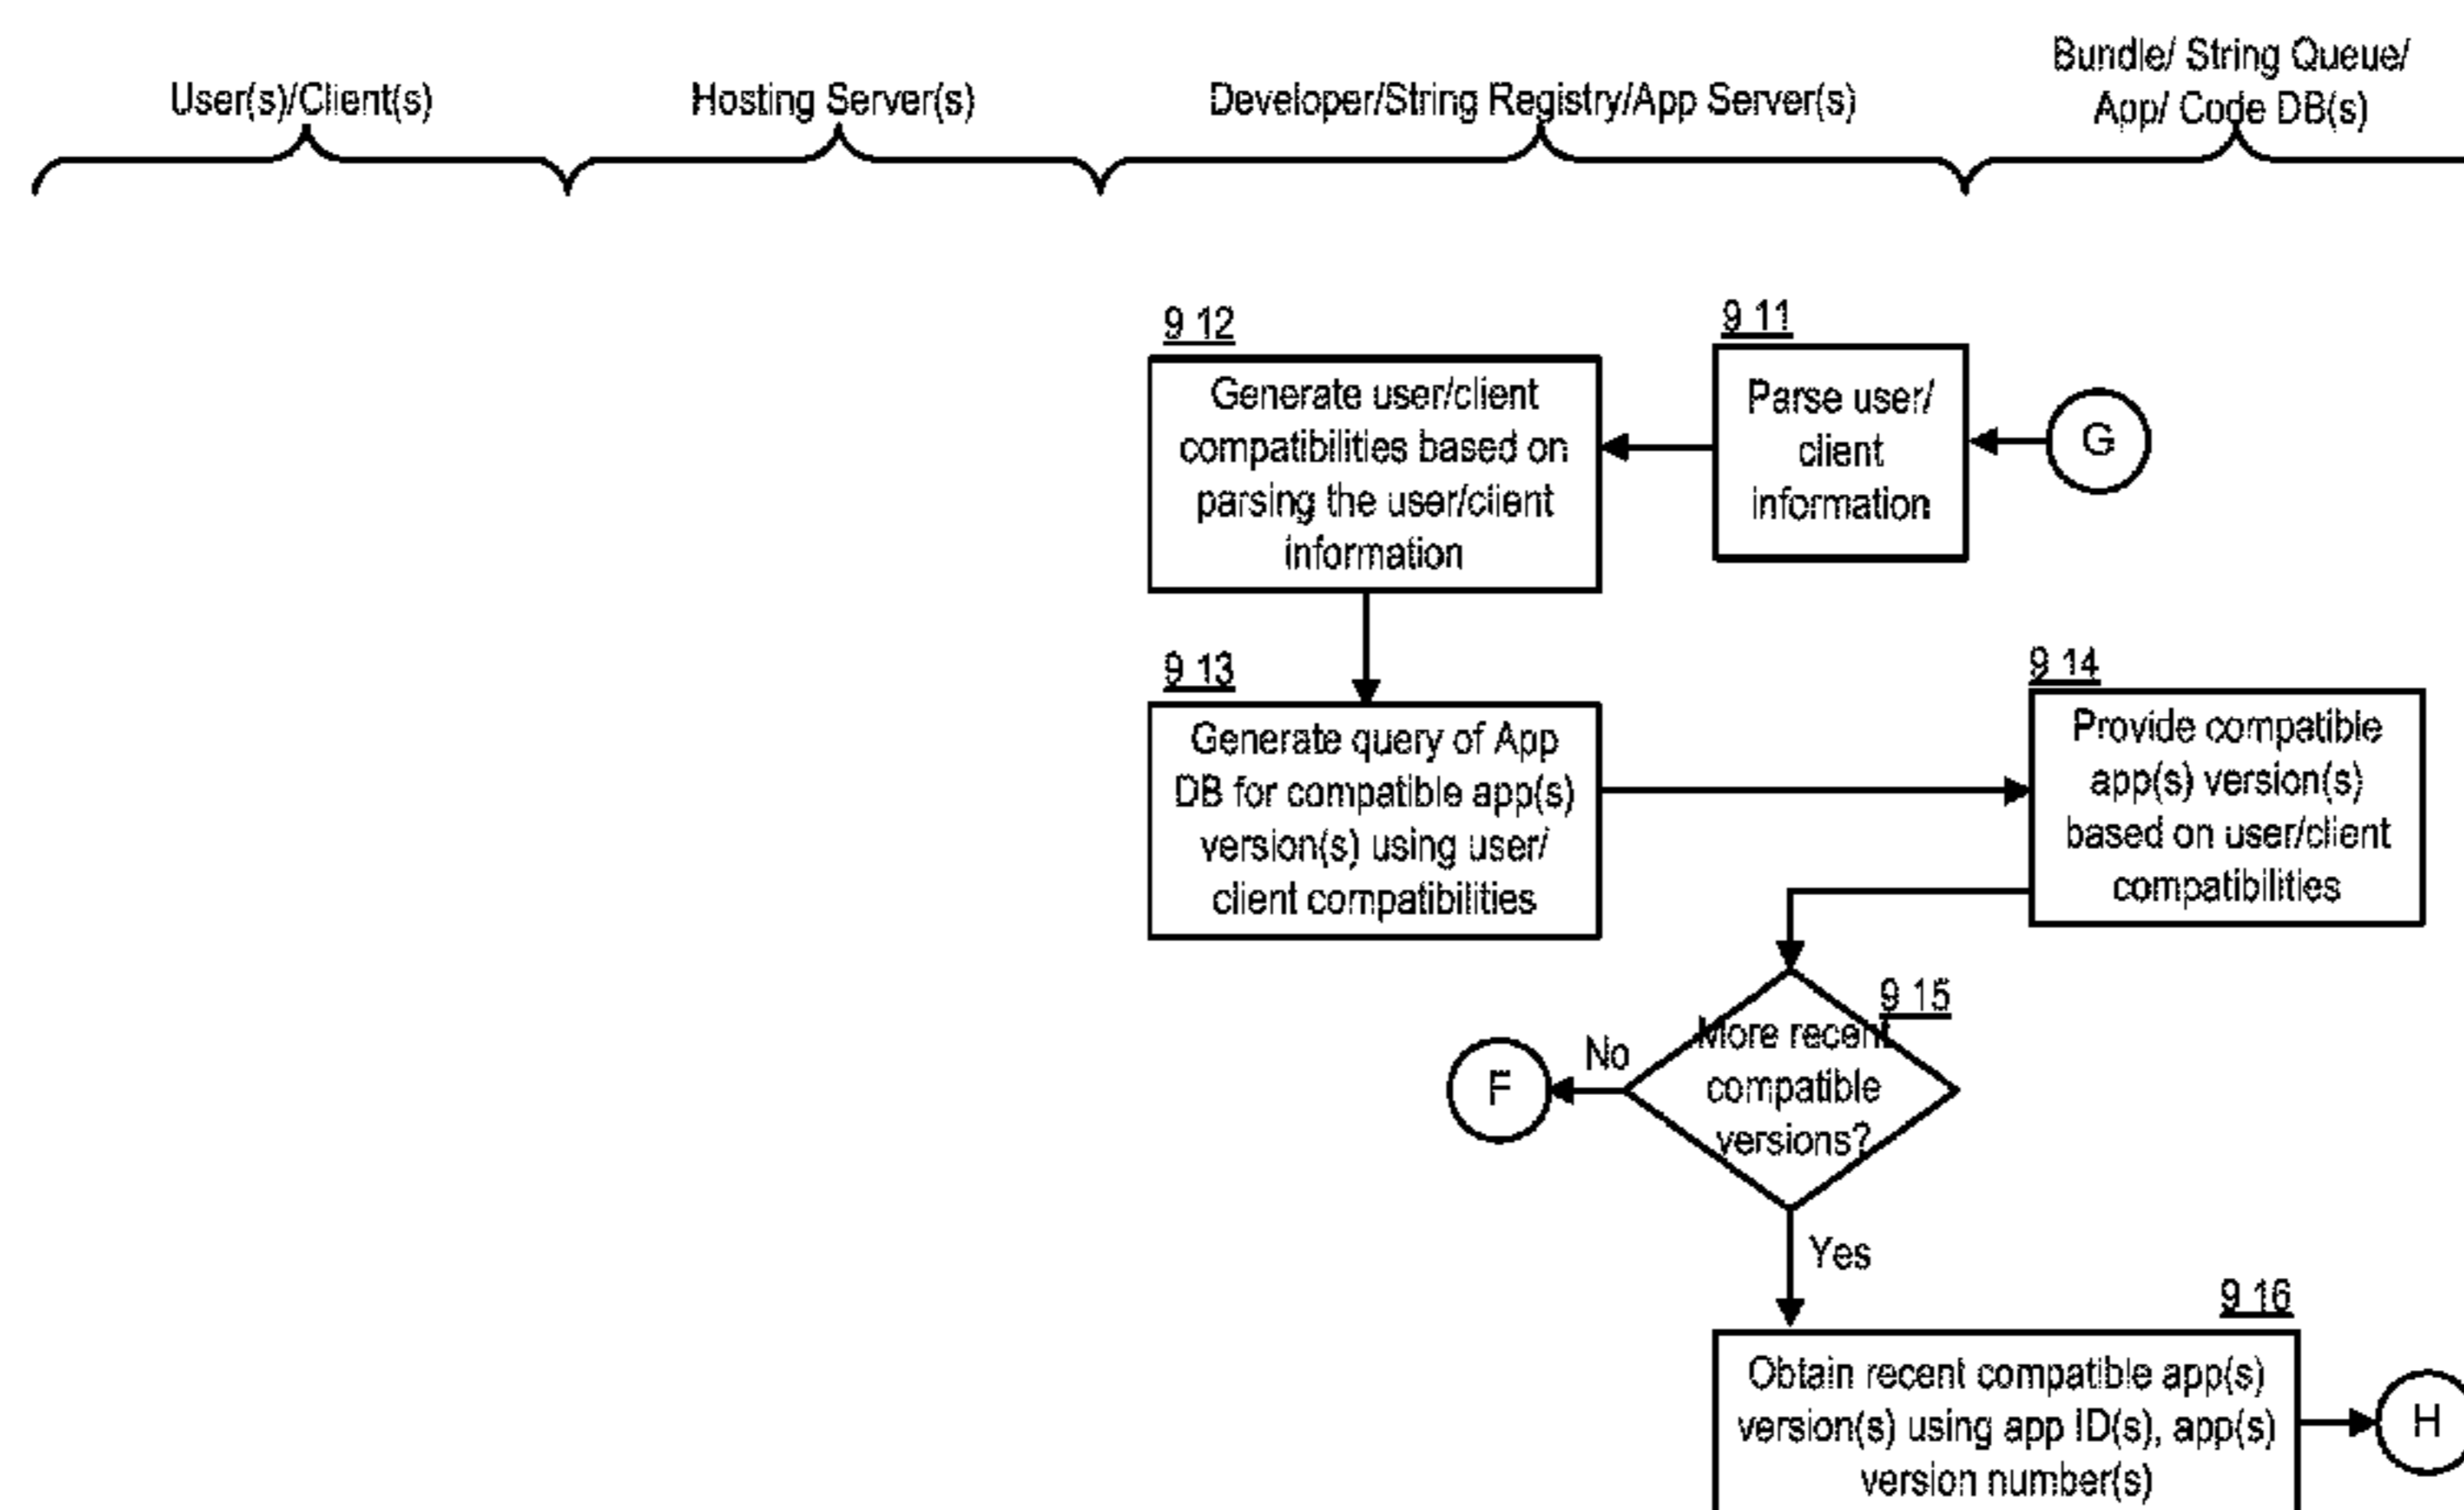 User(s)/Client(s)
Hosting Server(s)
Developer/String Registry/App Server(s)
Bundle/ String Queue/
App/ Code DB(s)
9 12
Generate user/client
compatibilities based on
parsing the user/client
information
9 11
Parse user/
client
information
G
9 13
Generate query of App
DB for compatible app(s)
version(s) using user/
client compatibilities
9 14
Provide compatible
app(s) version(s)
based on user/client
compatibilities
9 15
More recent
compatible
versions?
No
F
Yes
9 16
Obtain recent compatible app(s)
version(s) using app ID(s), app(s)
version number(s)
H